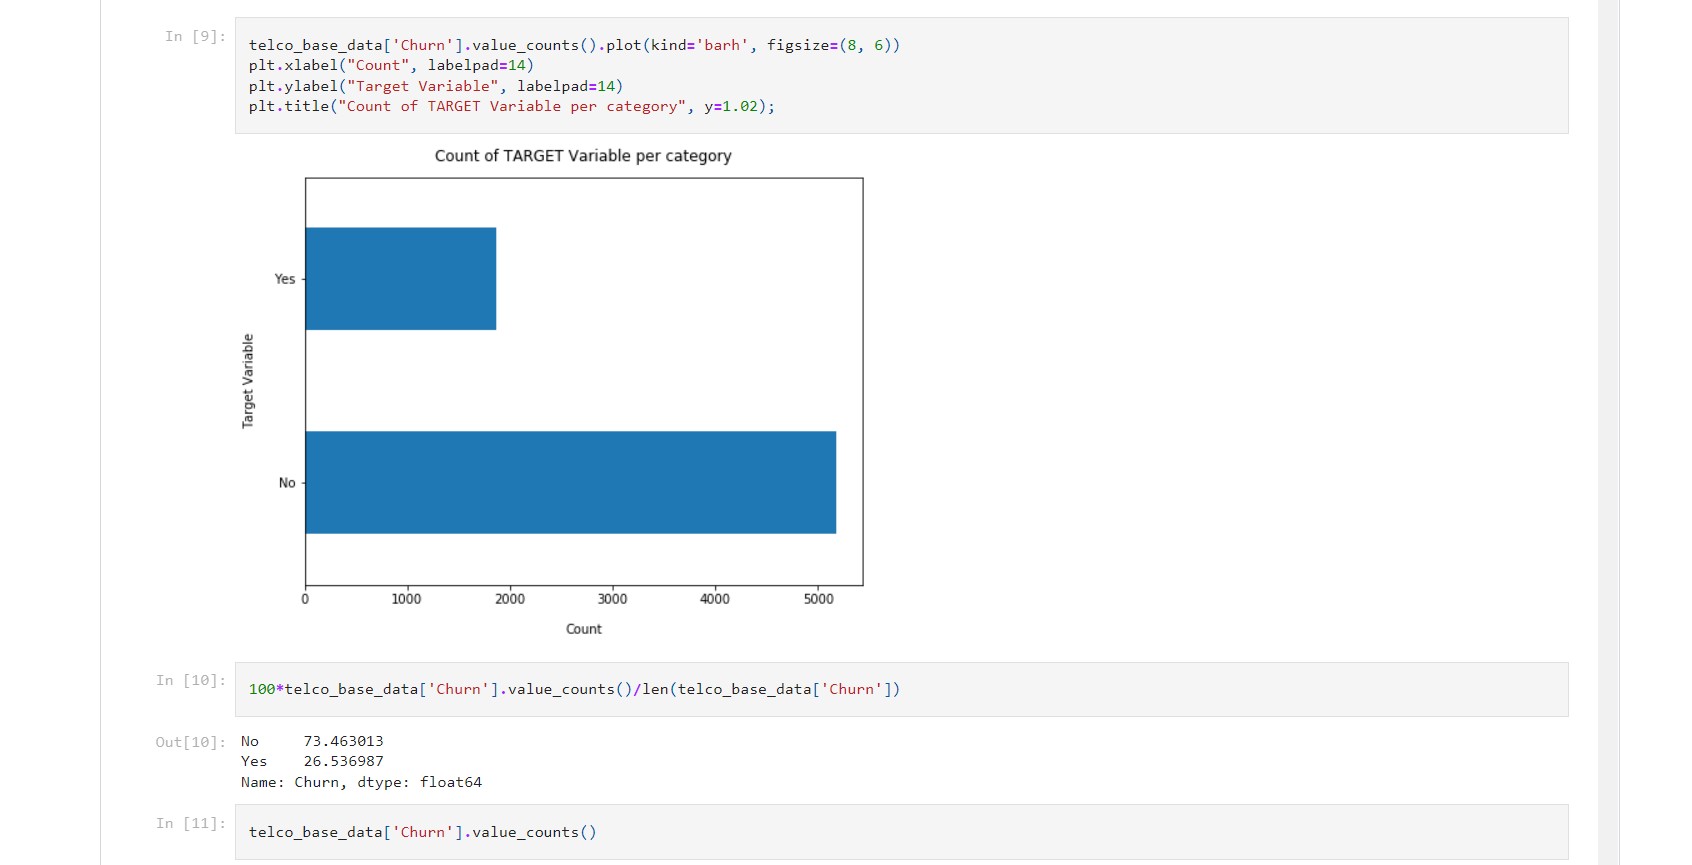 In [9]:
telco_base_data['Churn'].value_counts().plot(kind='barh', figsize=(8, 6))
plt.xlabel("Count", labelpad=14)
plt.ylabel("Target Variable", labelpad=14)
plt.title("Count of TARGET Variable per category", y=1.02);
Count of TARGET Variable per category
Yes
Target Variable
No
0 1000 2000 3000 4000 5000
Count
In [10]:
100*telco_base_data['Churn'].value_counts()/len(telco_base_data['Churn'])
Out[10]:
No 73.463013
Yes 26.536987
Name: Churn, dtype: float64
In [11]:
telco_base_data['Churn'].value_counts()